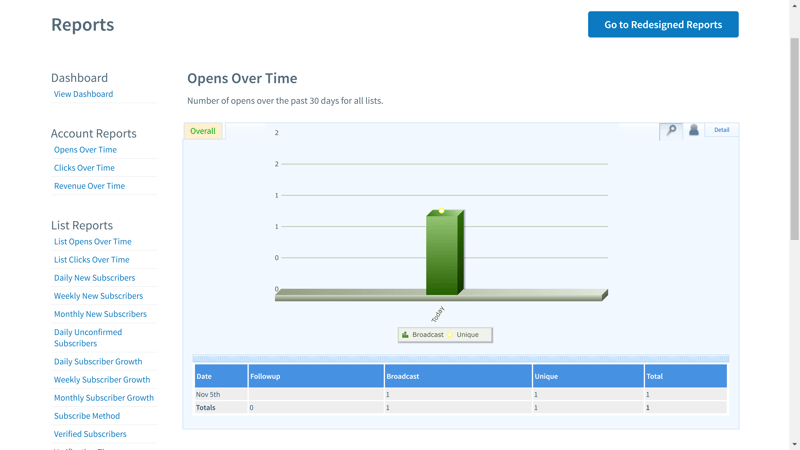 Reports
Go to Redesigned Reports
Dashboard
View Dashboard
Account Reports
Opens Over Time
Clicks Over Time
Revenue Over Time
List Reports
List Opens Over Time
List Clicks Over Time
Daily New Subscribers
Weekly New Subscribers
Monthly New Subscribers
Daily Unconfirmed
Subscribers
Daily Subscriber Growth
Weekly Subscriber Growth
Monthly Subscriber Growth
Subscribe Method
Verified Subscribers
Opens Over Time
Number of opens over the past 30 days for all lists.
Overall
Detail
2
2
1
1
0
0
Today
Broadcast Unique
Date Followup Broadcast Unique Total
Nov 5th 1 1 1
Totals 0 1 1 1